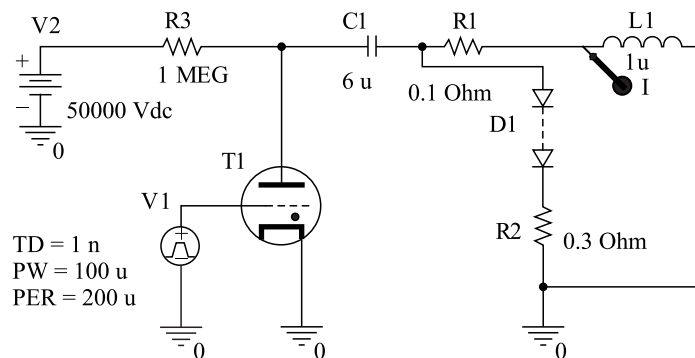 V2
R3
C1
R1
L1
+
1 MEG
6 u
0.1 Ohm
1u
I
−
50000 Vdc
0
D1
T1
V1
+
R2
0.3 Ohm
TD = 1 n
PW = 100 u
PER = 200 u
0
0
0